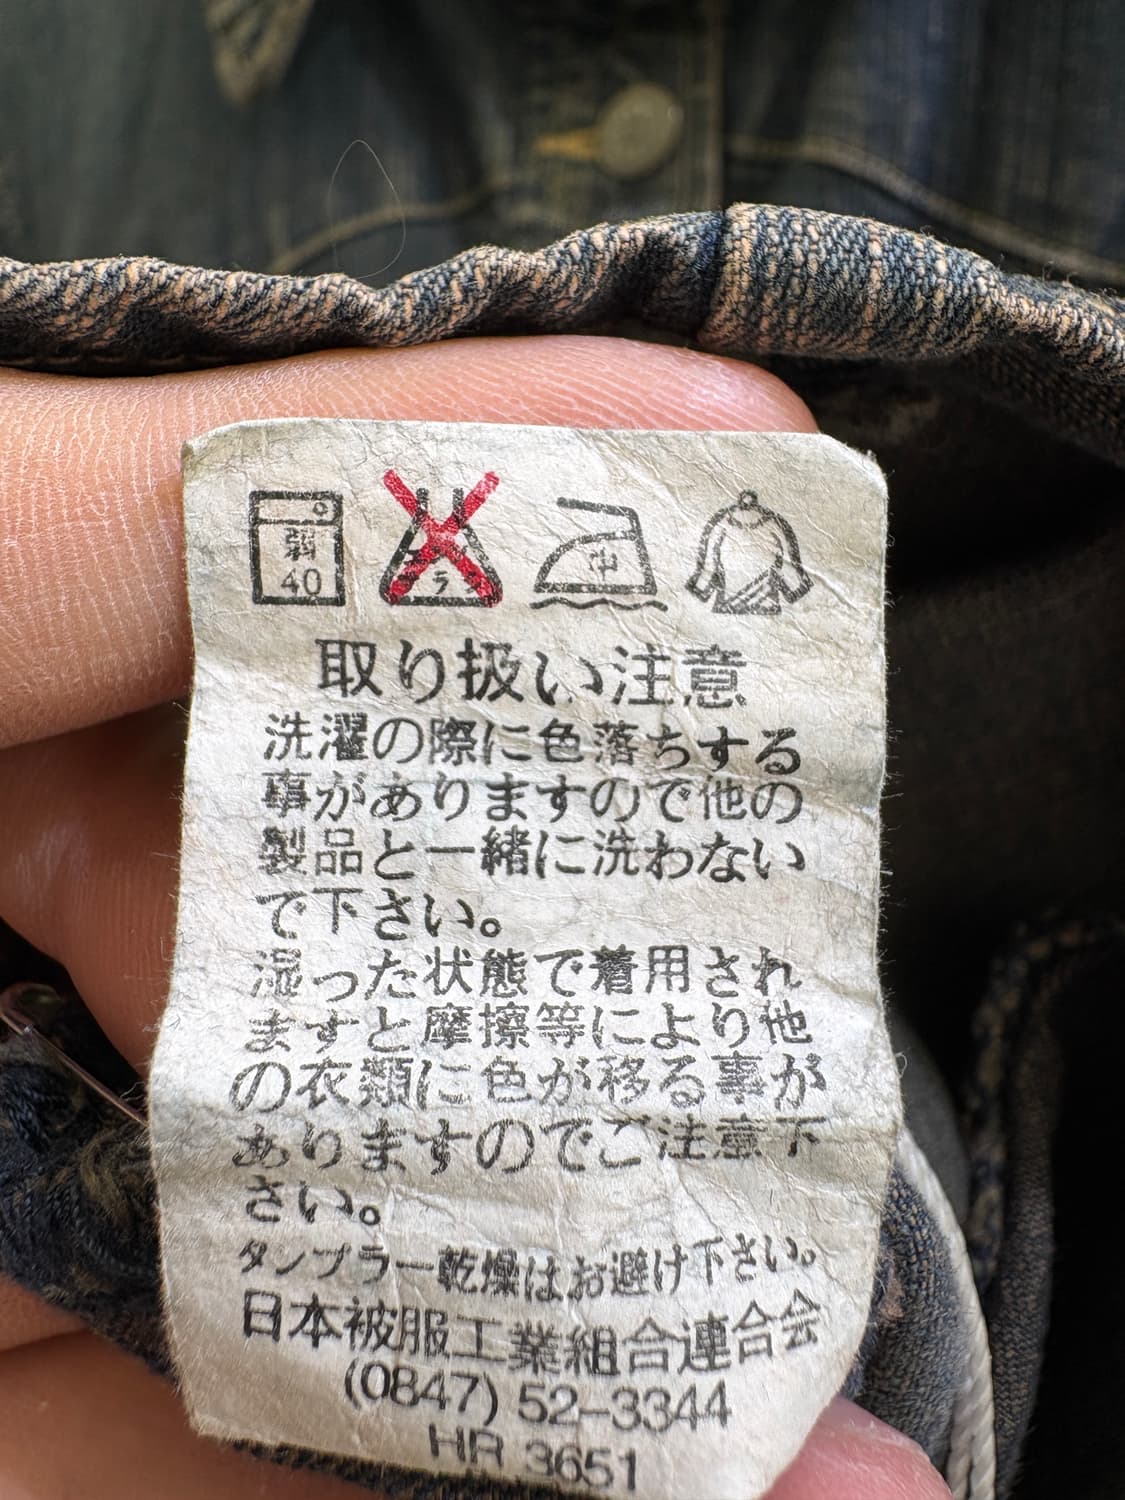 弱
40
ラ
中
取り扱い注意
洗濯の際に色落ちする
事がありますので他の
製品と一緒に洗わない
で下さい。
湿った状態で着用され
ますと摩擦等により他
の衣類に色が移る事が
ありますのでご注意下
さい。
タンブラー乾燥はお避け下さい。
日本被服工業組合連合会
(0847) 52-3344
HR 3651